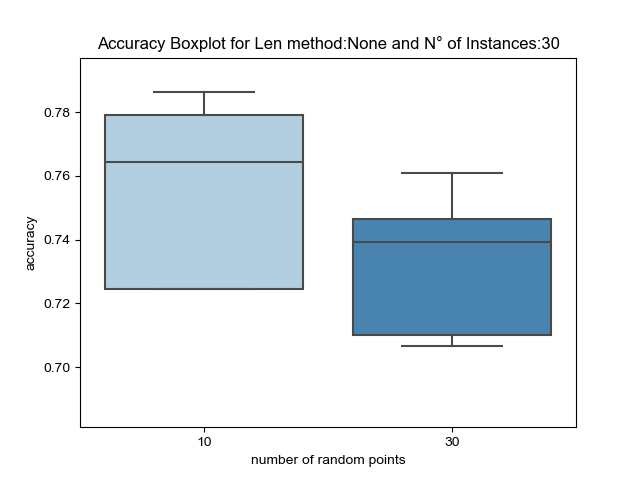 Accuracy Boxplot for Len method:None and N° of Instances:30
0.78
0.76
0.74
0.72
0.70
accuracy
10
30
number of random points